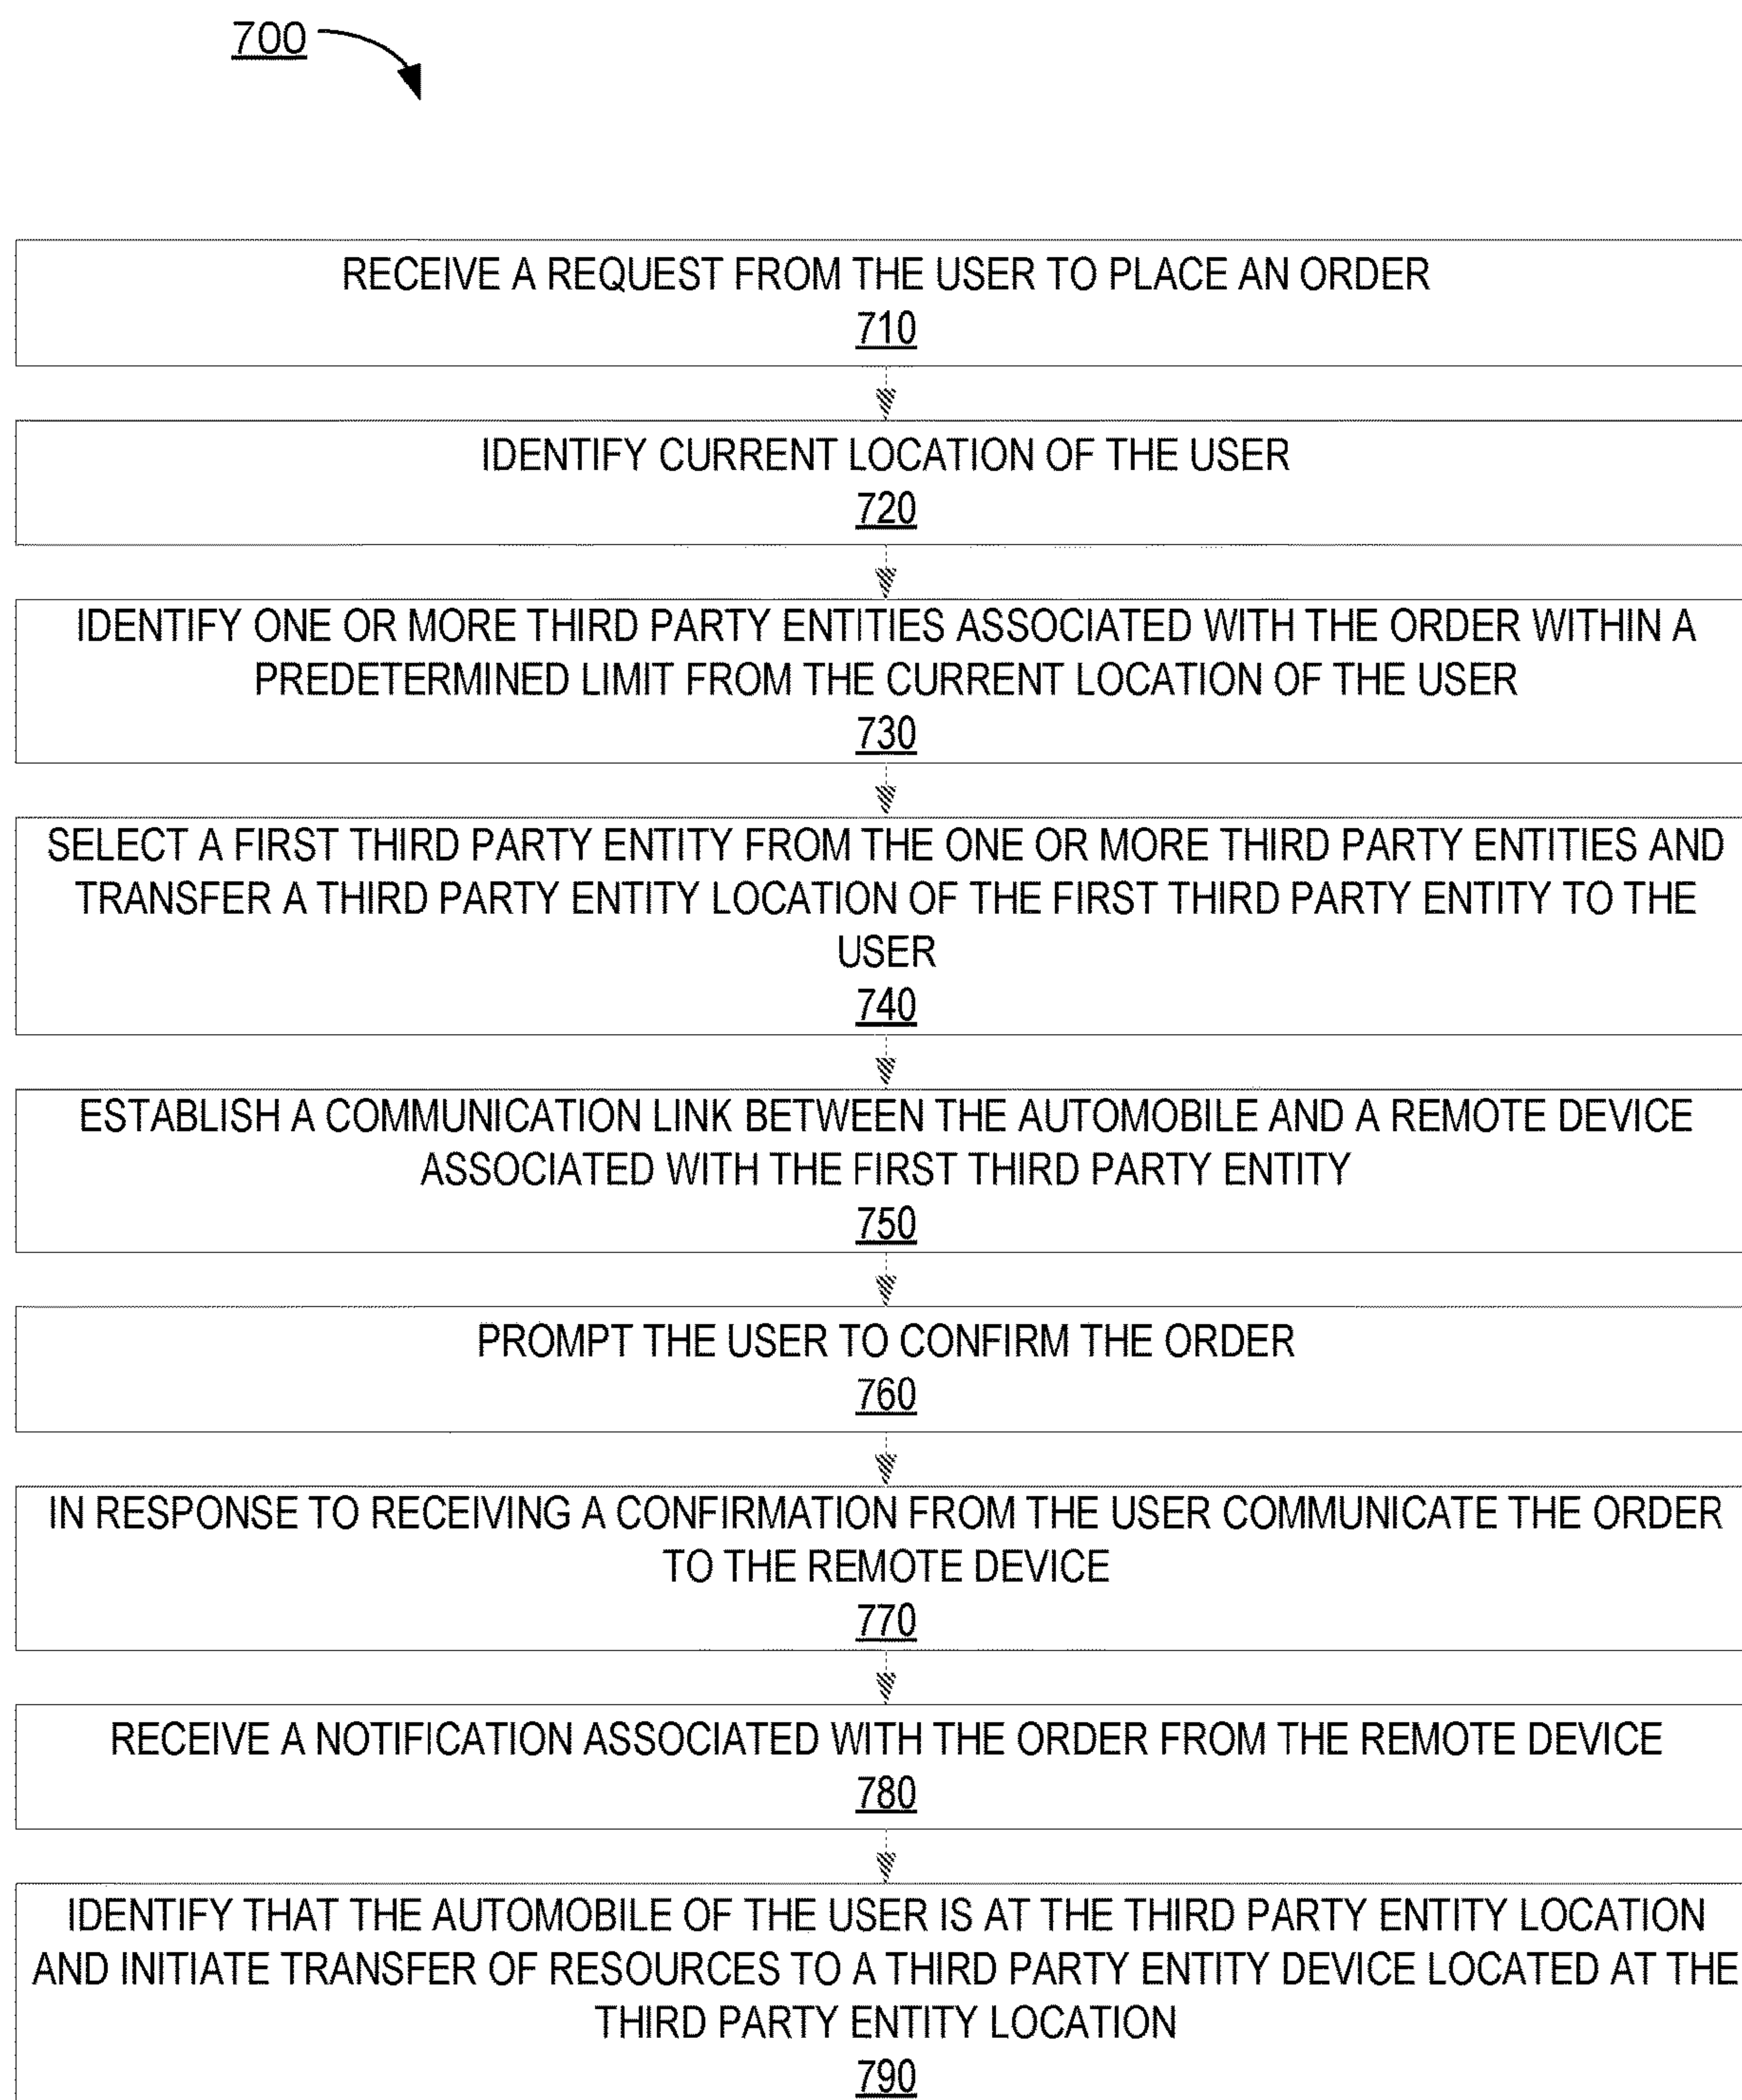 700
RECEIVE A REQUEST FROM THE USER TO PLACE AN ORDER
710
IDENTIFY CURRENT LOCATION OF THE USER
720
IDENTIFY ONE OR MORE THIRD PARTY ENTITIES ASSOCIATED WITH THE ORDER WITHIN A
PREDETERMINED LIMIT FROM THE CURRENT LOCATION OF THE USER
730
SELECT A FIRST THIRD PARTY ENTITY FROM THE ONE OR MORE THIRD PARTY ENTITIES AND
TRANSFER A THIRD PARTY ENTITY LOCATION OF THE FIRST THIRD PARTY ENTITY TO THE
USER
740
ESTABLISH A COMMUNICATION LINK BETWEEN THE AUTOMOBILE AND A REMOTE DEVICE
ASSOCIATED WITH THE FIRST THIRD PARTY ENTITY
750
PROMPT THE USER TO CONFIRM THE ORDER
760
IN RESPONSE TO RECEIVING A CONFIRMATION FROM THE USER COMMUNICATE THE ORDER
TO THE REMOTE DEVICE
770
RECEIVE A NOTIFICATION ASSOCIATED WITH THE ORDER FROM THE REMOTE DEVICE
780
IDENTIFY THAT THE AUTOMOBILE OF THE USER IS AT THE THIRD PARTY ENTITY LOCATION
AND INITIATE TRANSFER OF RESOURCES TO A THIRD PARTY ENTITY DEVICE LOCATED AT THE
THIRD PARTY ENTITY LOCATION
790